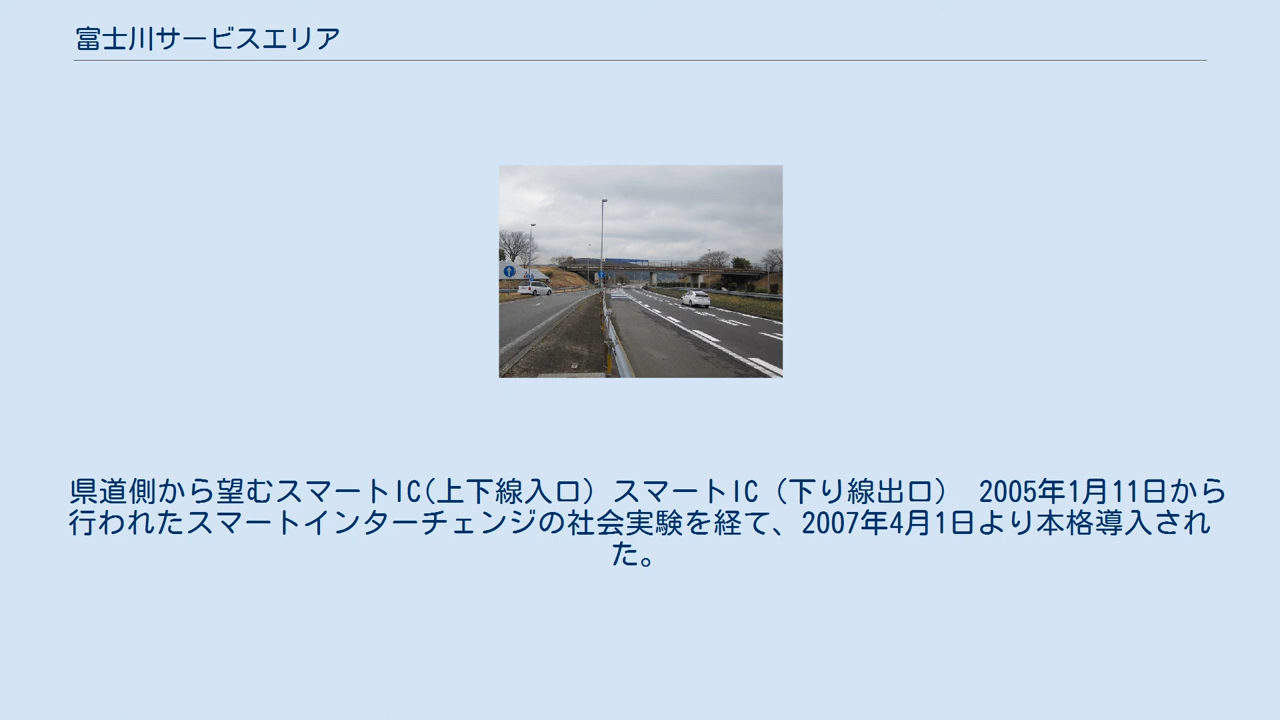 富士川サービスエリア
県道側から望むスマートIC(上下線入口）スマートIC（下り線出口）　2005年1月11日から
行われたスマートインターチェンジの社会実験を経て、2007年4月1日より本格導入され
た。